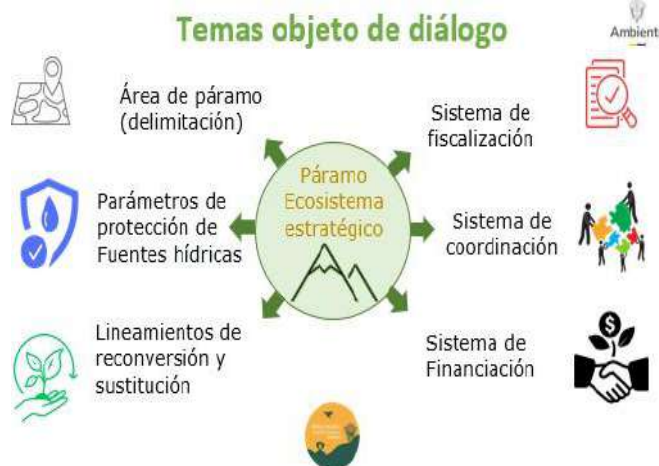 Temas objeto de diálogo
Ambient
Área de páramo
(delimitación)
Parámetros de
protección de
Fuentes hídricas
Lineamientos de
reconversión y
sustitución
Páramo
Ecosistema
estratégico
Sistema de
fiscalización
Sistema de
coordinación
Sistema de
Financiación
$